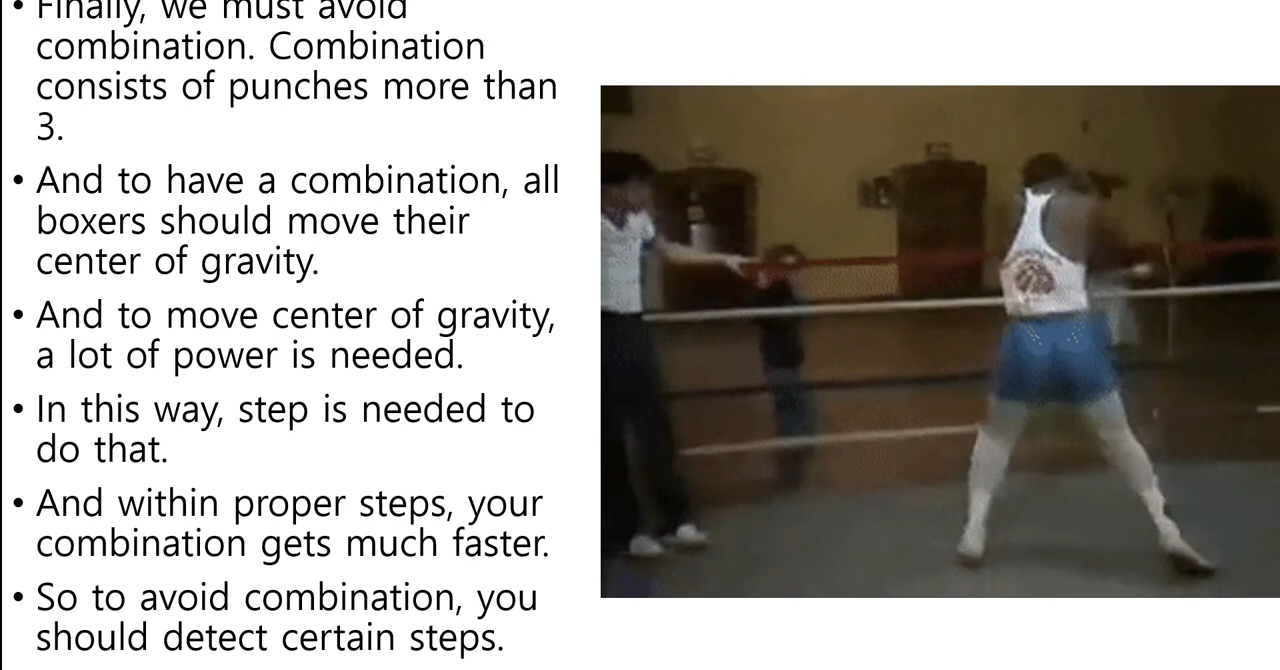 • Finally, we must avoid
combination. Combination
consists of punches more than
3.
• And to have a combination, all
boxers should move their
center of gravity.
• And to move center of gravity,
a lot of power is needed.
• In this way, step is needed to
do that.
• And within proper steps, your
combination gets much faster.
• So to avoid combination, you
should detect certain steps.